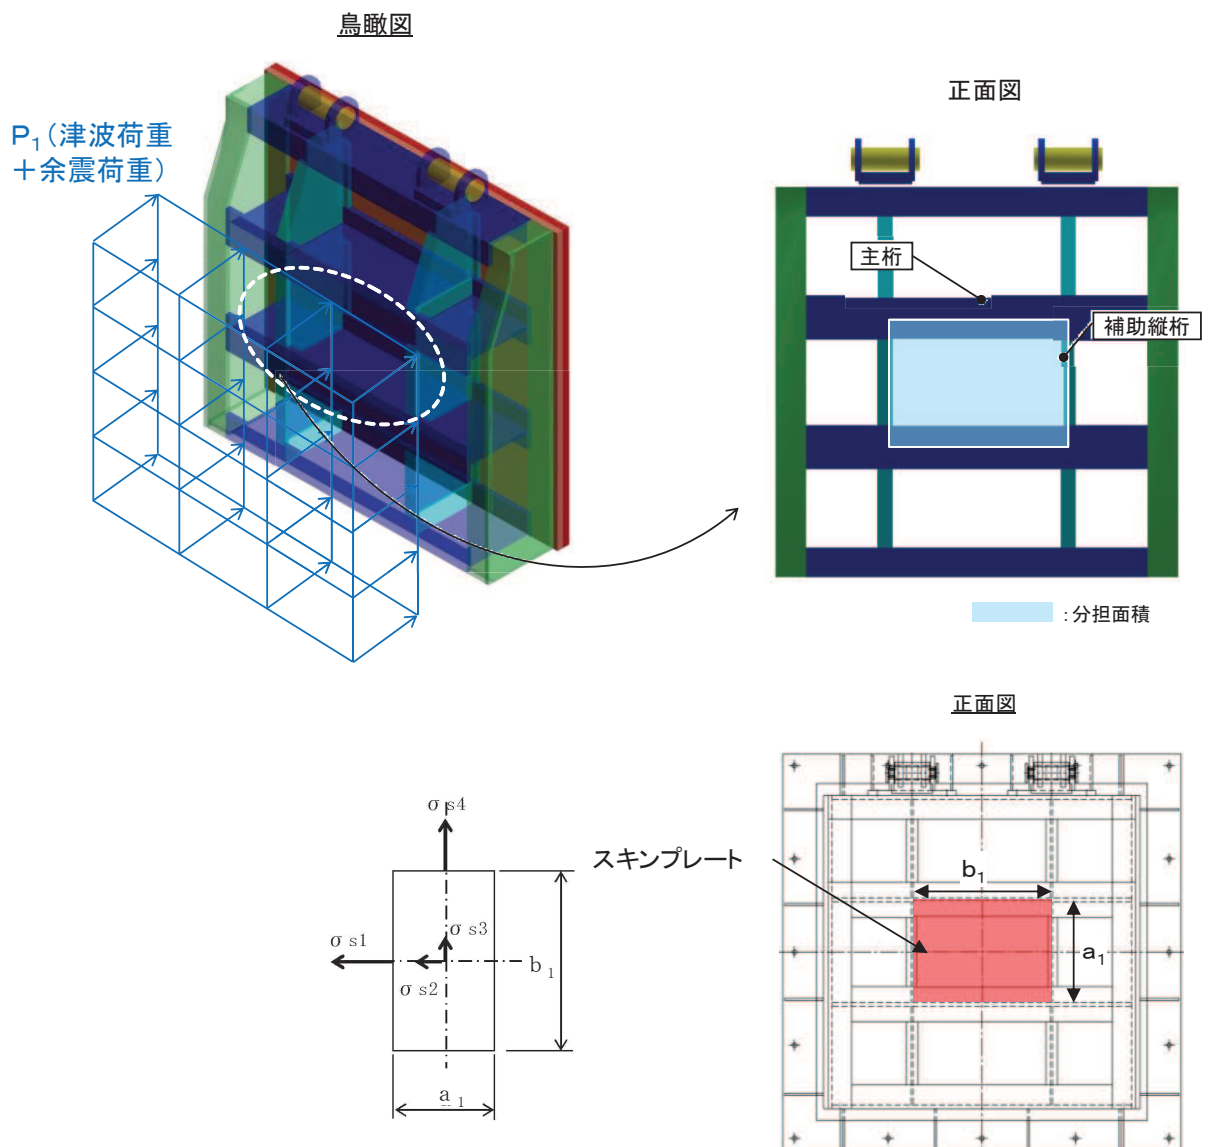 鳥瞰図
P₁(津波荷重
+余震荷重)
正面図
主桁
補助縦桁
:分担面積
正面図
スキンプレート
b₁
a₁
σ s4
σ s3
σ s1
σ s2
b ₁
a ₁